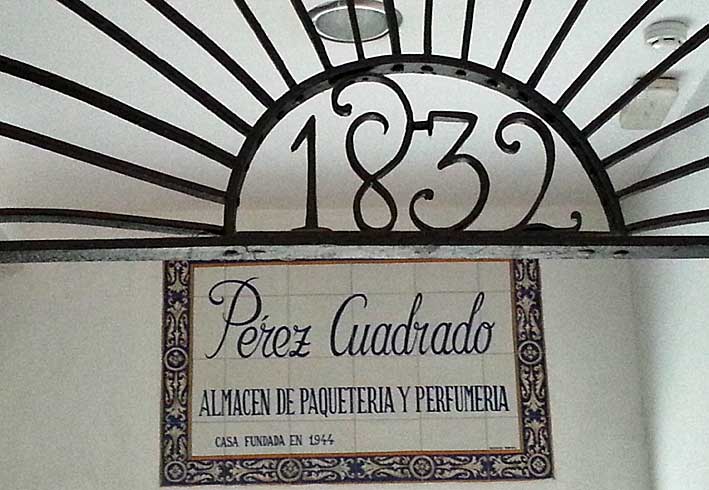 1832
Pérez Cuadrado
ALMACEN DE PAQUETERIA Y PERFUMERIA
CASA FUNDADA EN 1944